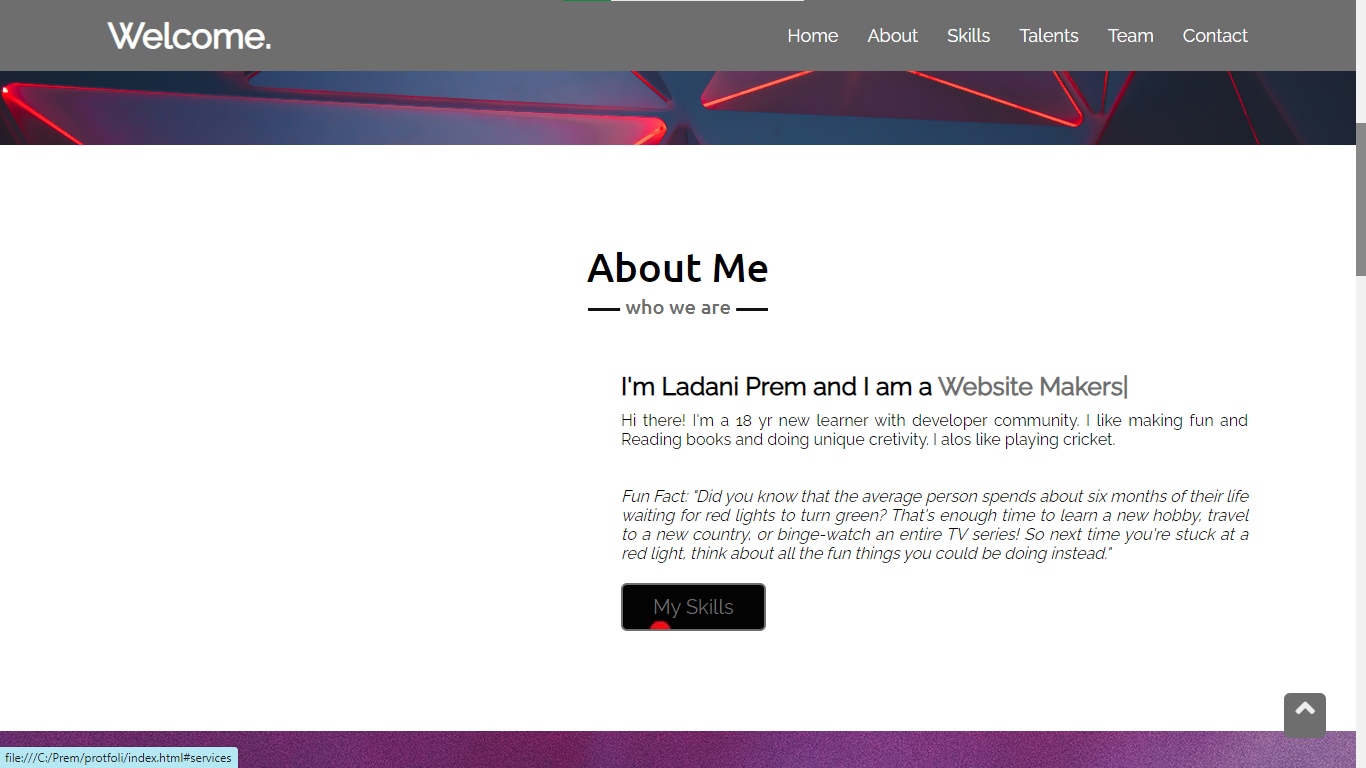 Welcome.
Home About Skills Talents Team Contact
About Me
who we are
I'm Ladani Prem and I am a Website Makers|
Hi there! I'm a 18 yr new learner with developer community. I like making fun and
Reading books and doing unique cretivity. I alos like playing cricket.
Fun Fact: "Did you know that the average person spends about six months of their life
waiting for red lights to turn green? That's enough time to learn a new hobby, travel
to a new country, or binge-watch an entire TV series! So next time you're stuck at a
red light, think about all the fun things you could be doing instead."
My Skills
file:///C:/Prem/protfoli/index.html#services